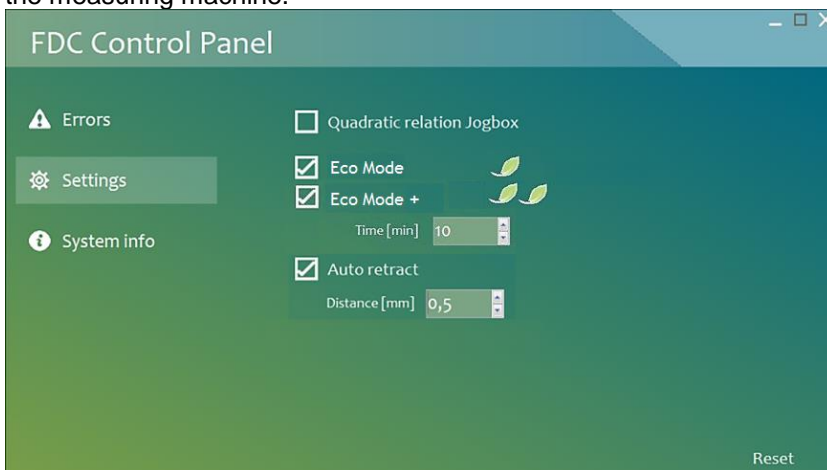 the measuring machine.
FDC Control Panel
Errors
Quadratic relation Jogbox
Eco Mode
Settings
Eco Mode +
Time [min] 10
System info
Auto retract
Distance [mm] 0,5
Reset